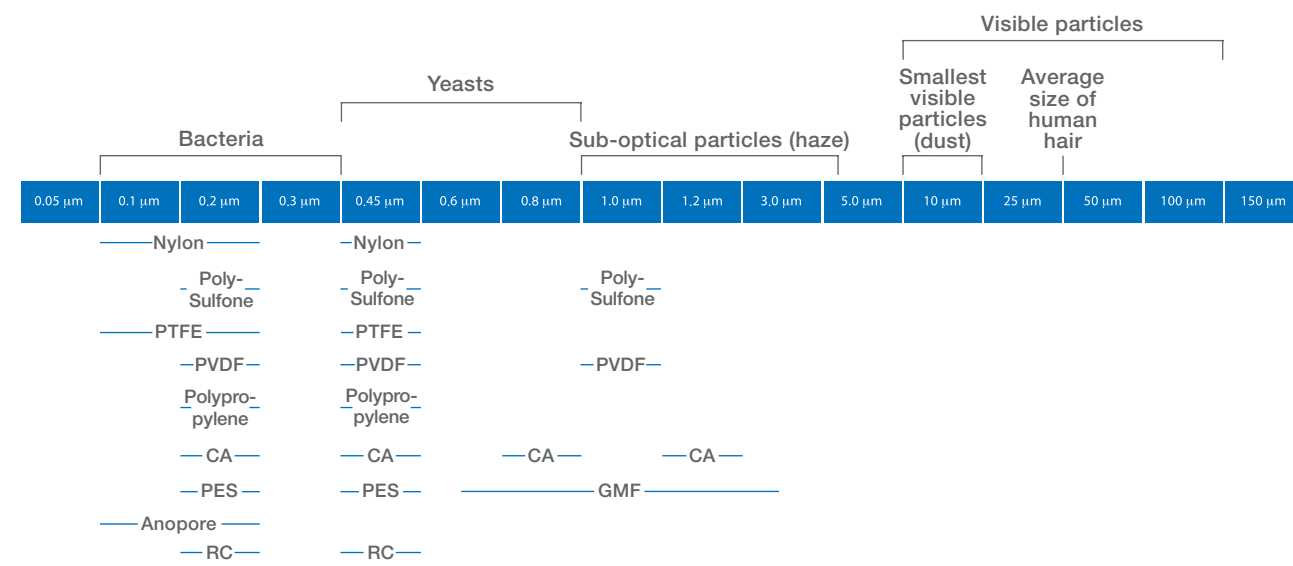 Visible particles
Smallest
visible
particles
(dust)
Average
size of
human
hair
Yeasts
Bacteria
Sub-optical particles (haze)
0.05 µm 0.1 µm 0.2 µm 0.3 µm 0.45 µm 0.6 µm 0.8 µm 1.0 µm 1.2 µm 3.0 µm 5.0 µm 10 µm 25 µm 50 µm 100 µm 150 µm
Nylon Nylon
Poly-
Sulfone
Poly-
Sulfone
Poly-
Sulfone
PTFE PTFE
PVDF PVDF PVDF
Polypro-
pylene
Polypro-
pylene
CA CA CA CA
PES PES GMF
Anopore
RC RC